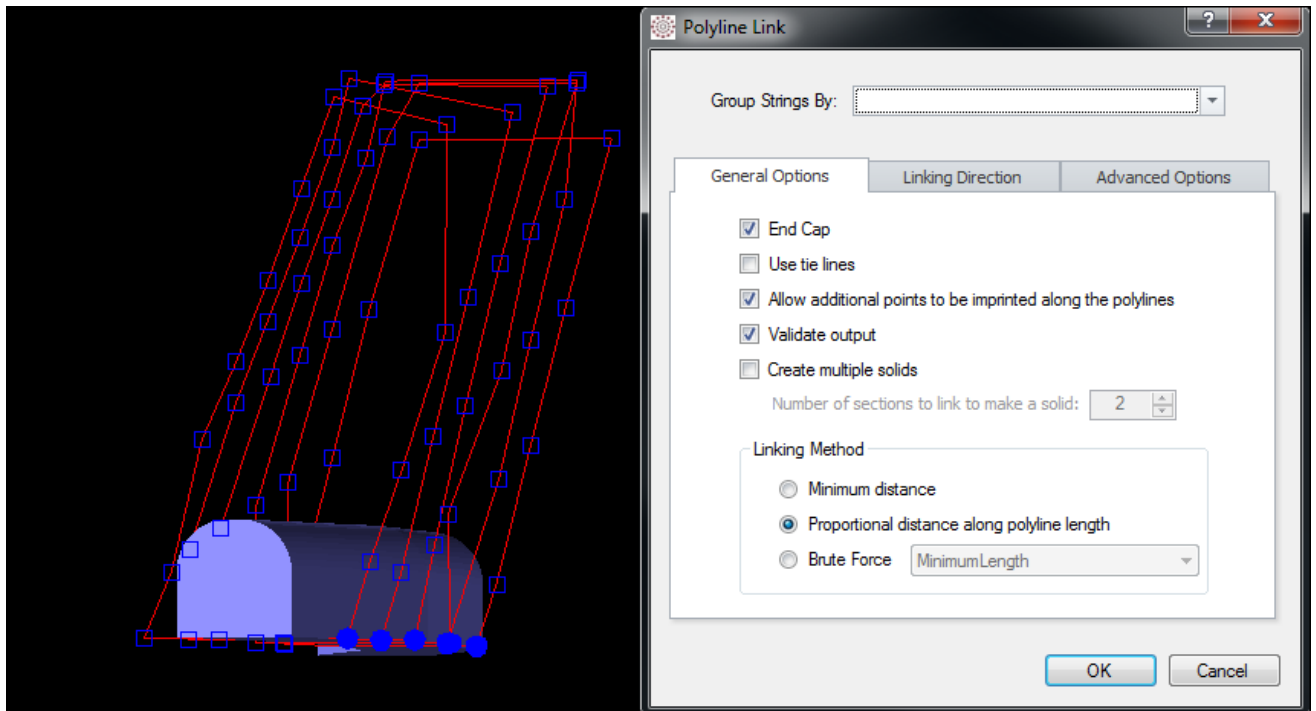 Polyline Link
?
Group Strings By:
General Options Linking Direction Advanced Options
End Cap
Use tie lines
Allow additional points to be imprinted along the polylines
Validate output
Create multiple solids
Number of sections to link to make a solid: 2
Linking Method
Minimum distance
Proportional distance along polyline length
Brute Force MinimumLength
OK Cancel